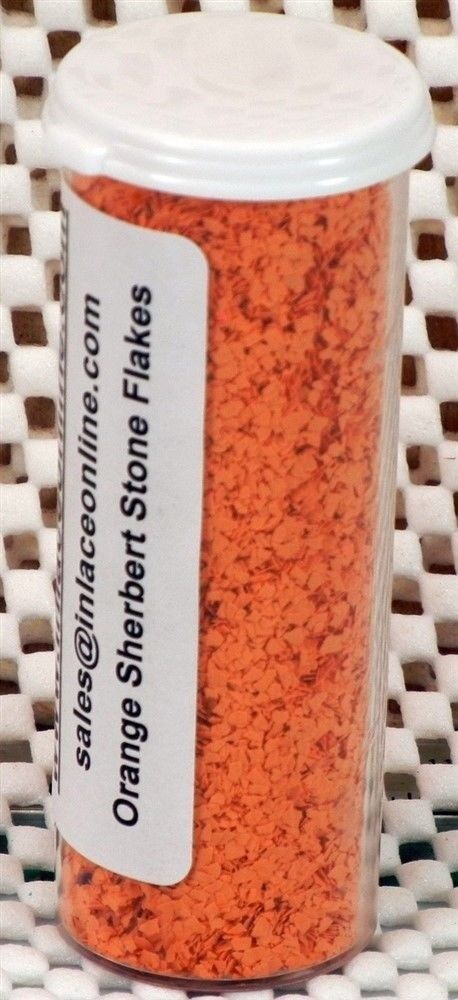 sales@inlaceonline.com
Orange Sherbert Stone Flakes